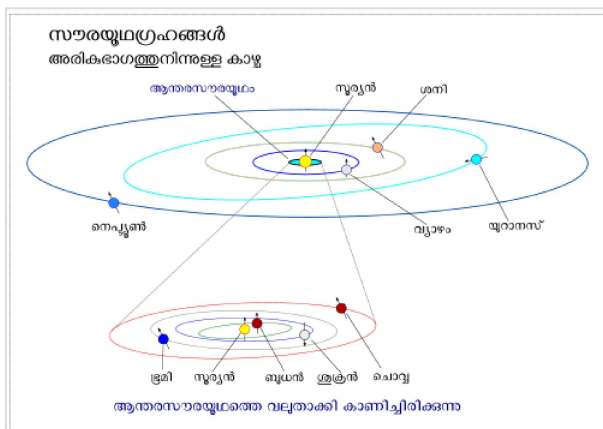 സൗരയൂഥഗ്രഹങ്ങൾ
അരികുഭാഗത്തുനിന്നുള്ള കാഴ്ച
ആന്തരസൗരയൂഥം
സൂര്യൻ
ശനി
നെപ്റ്റ്യൂൺ
വ്യാഴം
യുറാനസ്
ഭൂമി
സൂര്യൻ
ബുധൻ
ശുക്രൻ
ചൊവ്വ
ആന്തരസൗരയൂഥത്തെ വലുതാക്കി കാണിച്ചിരിക്കുന്നു